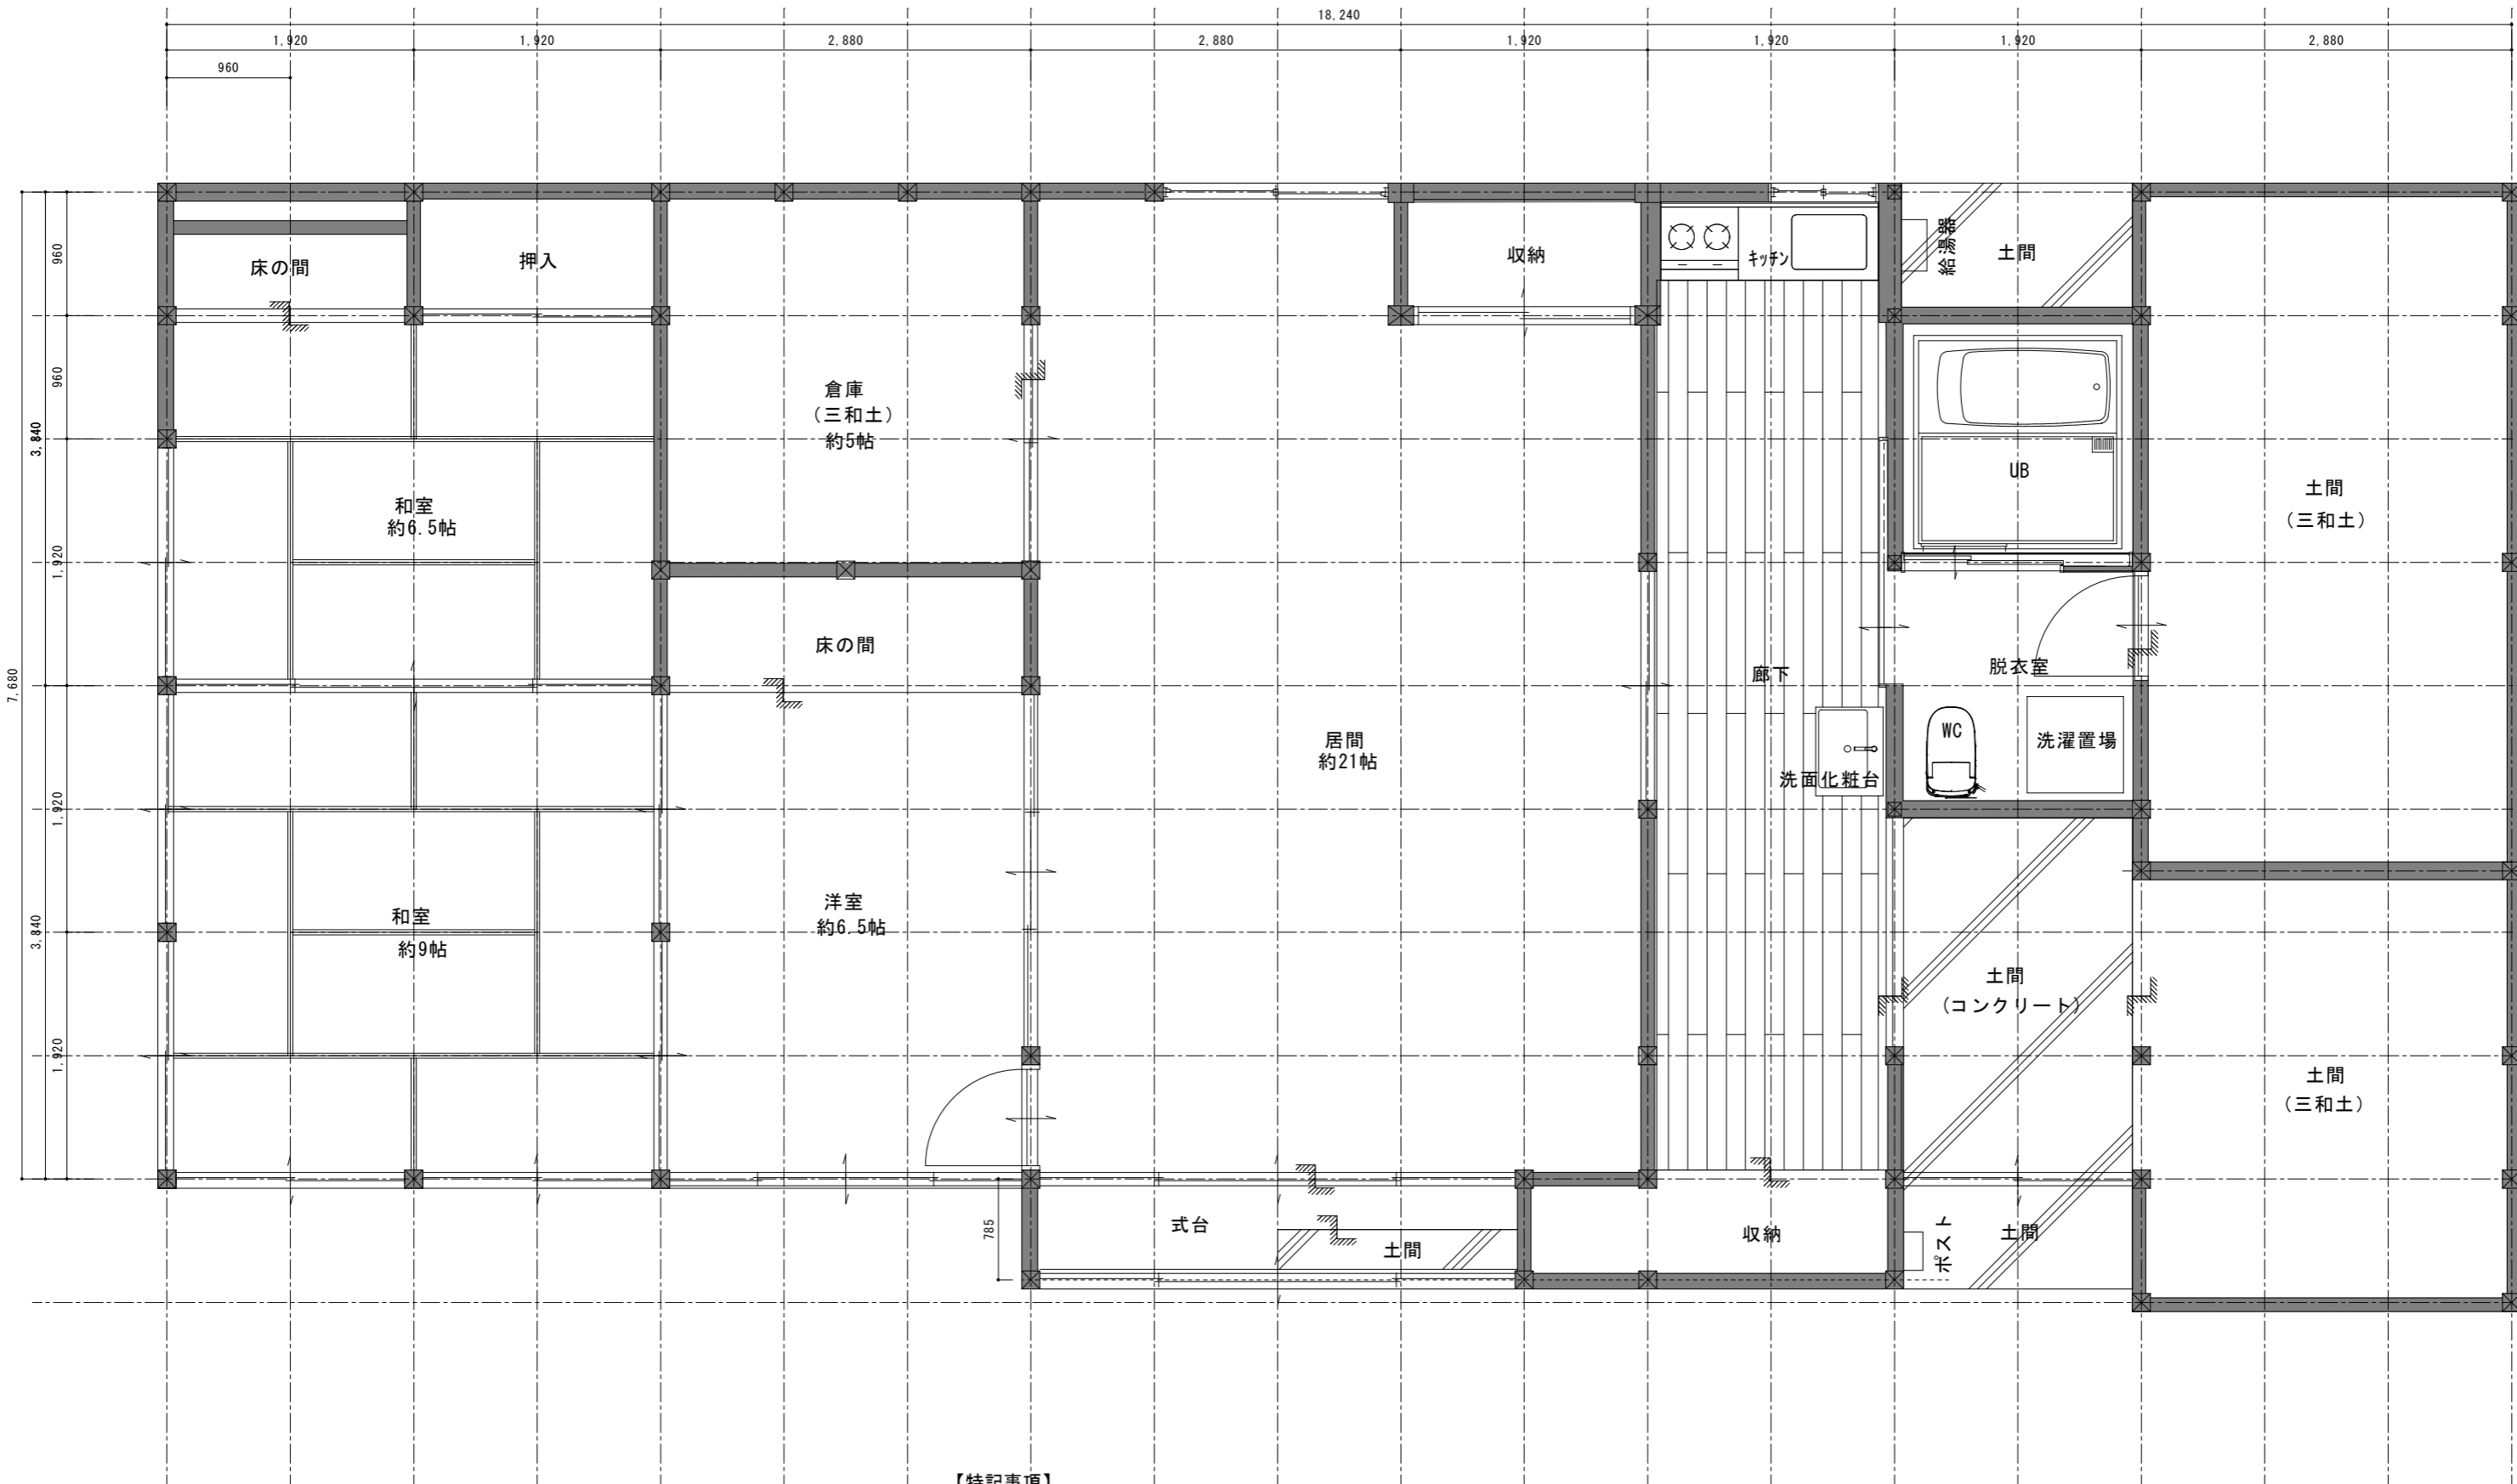 18,240
1,920
1,920
2,880
2,880
1,920
1,920
1,920
2,880
960
960
960
3,840
3,840
1,920
7,680
1,920
3,840
1,920
床の間
押入
収納
キッチン
給湯器
土間
倉庫
(三和土)
約5帖
和室
約6.5帖
UB
土間
(三和土)
床の間
廊下
脱衣室
居間
約21帖
WC
洗濯置場
洗面化粧台
和室
約9帖
洋室
約6.5帖
土間
(コンクリート)
土間
(三和土)
785
式台
土間
収納
ポスト
土間
【特記事項】